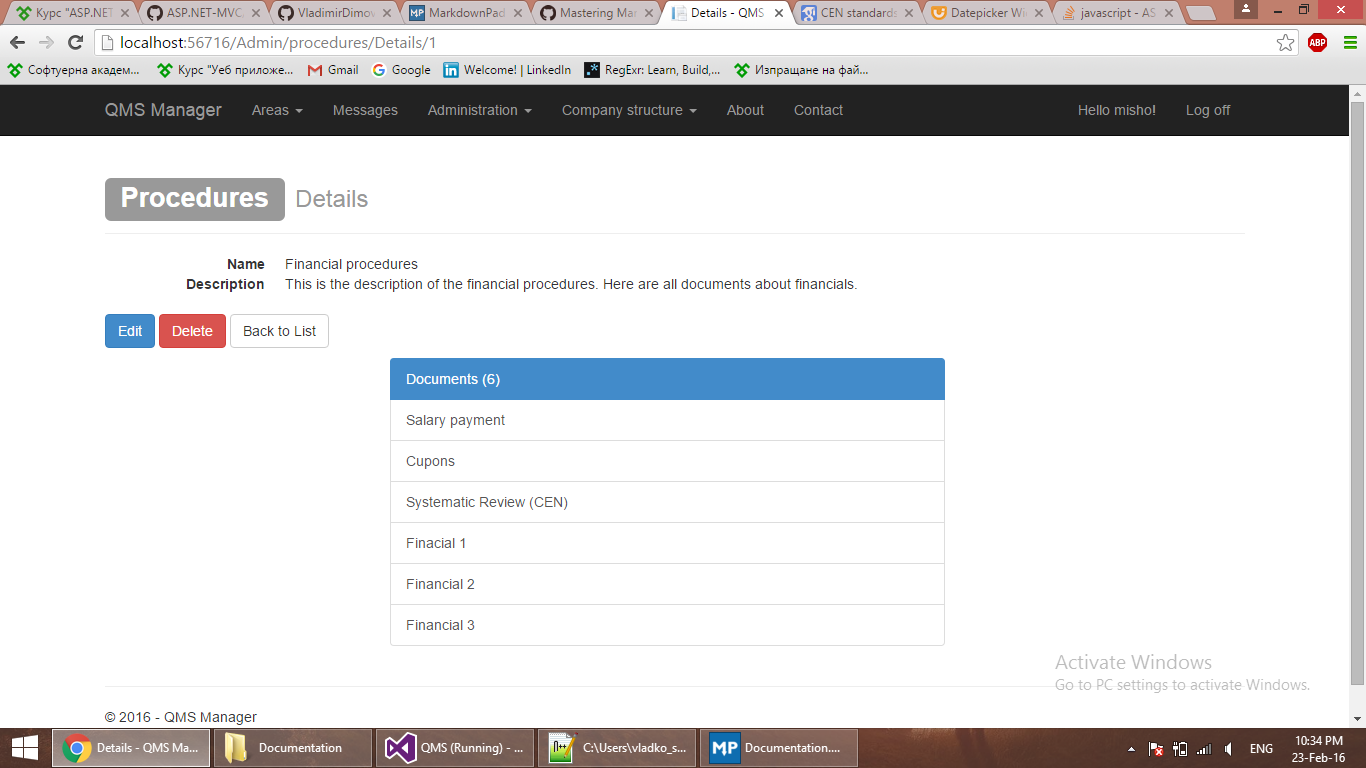 Курс "ASP.NET
ASP.NET-MVC
VladimirDimov
MarkdownPad
Mastering Mar
Details - QMS
CEN standards
Datepicker Wi
javascript - AS
localhost:56716/Admin/procedures/Details/1
ABP
Софтуерна академ...
Курс "Уеб приложе...
Gmail
Google
Welcome! | LinkedIn
RegExr: Learn, Build,...
Изпращане на фай...
QMS Manager
Areas
Messages
Administration
Company structure
About
Contact
Hello misho!
Log off
Procedures Details
Name Financial procedures
Description This is the description of the financial procedures. Here are all documents about financials.
Edit
Delete
Back to List
Documents (6)
Salary payment
Cupons
Systematic Review (CEN)
Finacial 1
Financial 2
Financial 3
Activate Windows
Go to PC settings to activate Windows.
© 2016 - QMS Manager
Details - QMS Ma...
Documentation
QMS (Running) - ...
C:\Users\vladko_s...
MP
Documentation....
ENG
10:34 PM
23-Feb-16